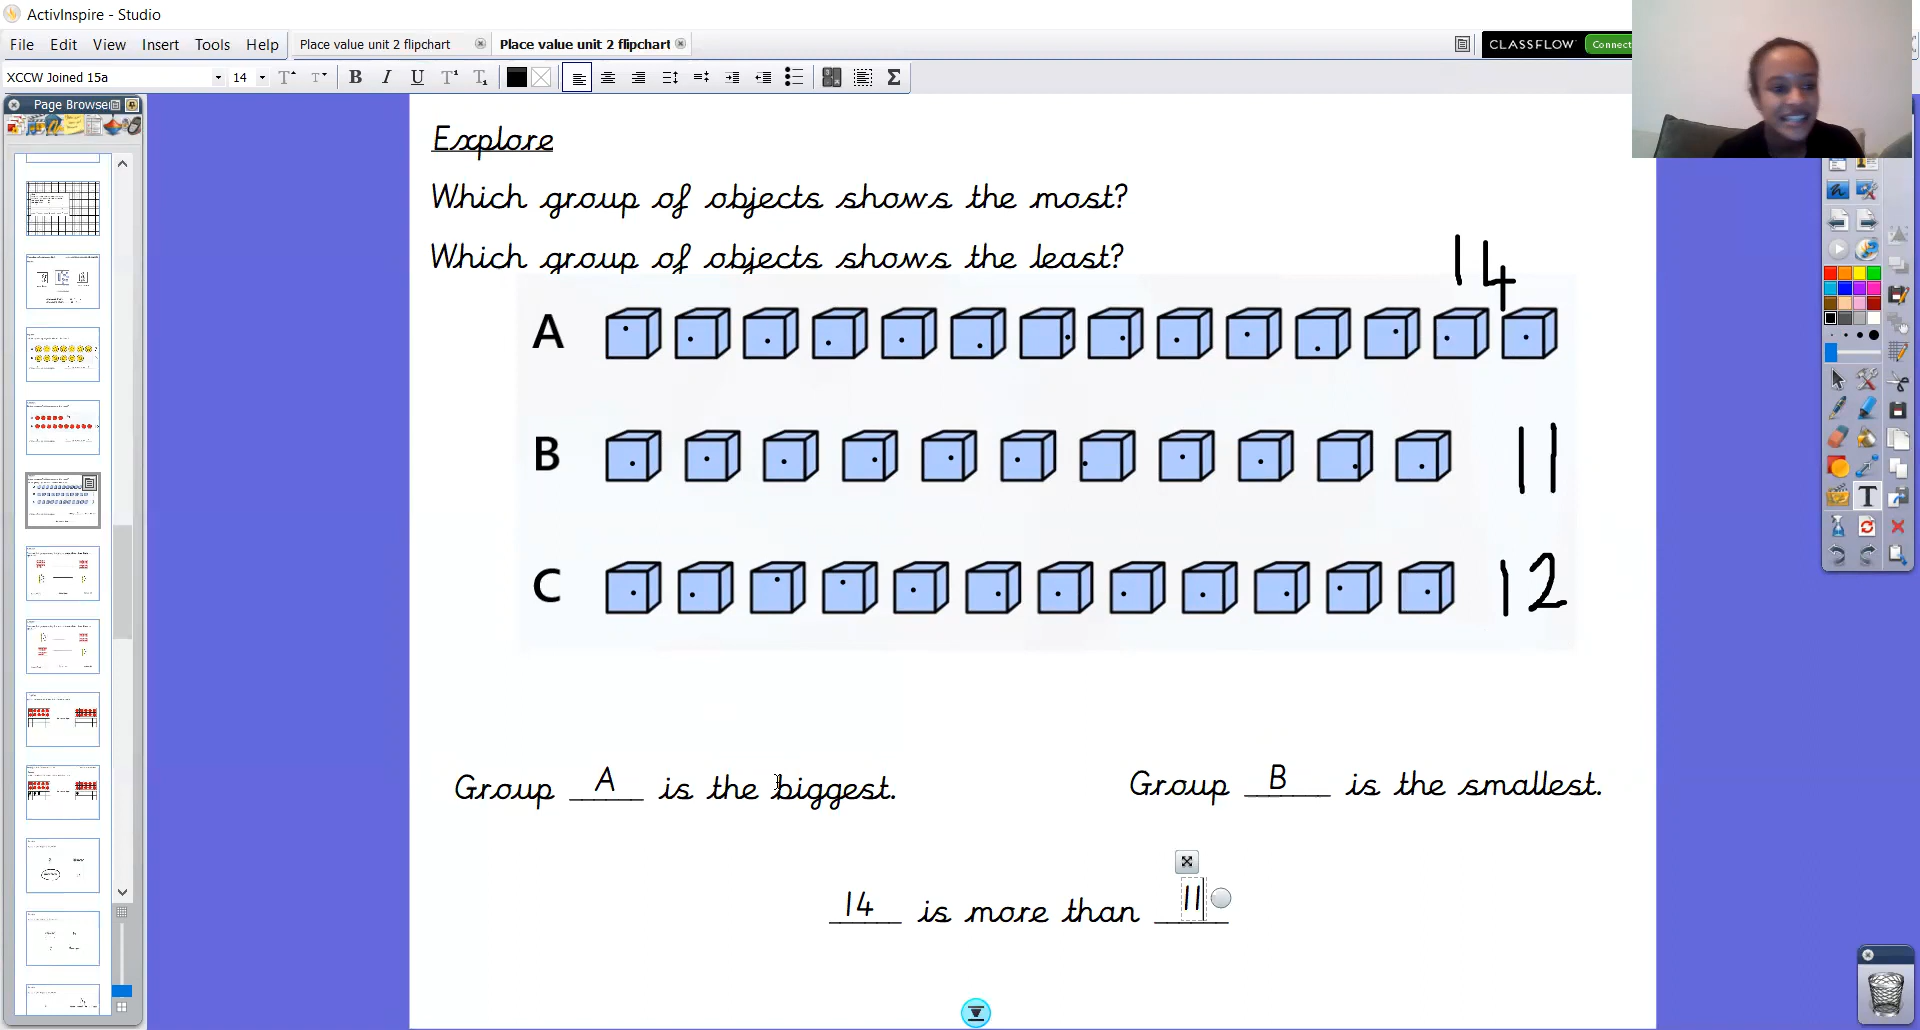 ActivInspire - Studio
File Edit View Insert Tools Help
Place value unit 2 flipchart
Place value unit 2 flipchart
CLASSFLOW Connect
XCCW Joined 15a 14
Page Browser
Explore
Which group of objects shows the most?
Which group of objects shows the least?
14
A
B 11
C 12
Group A is the biggest. Group B is the smallest.
14 is more than 11